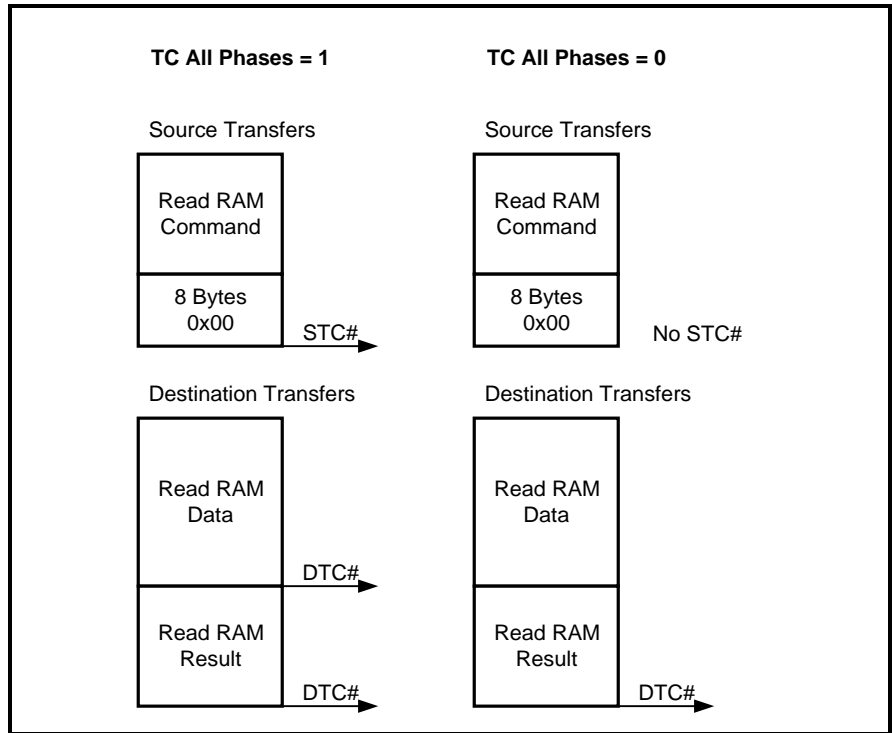 TC All Phases = 1
TC All Phases = 0
Source Transfers
Source Transfers
Read RAM
Command
Read RAM
Command
8 Bytes
0x00
STC#
8 Bytes
0x00
No STC#
Destination Transfers
Destination Transfers
Read RAM
Data
DTC#
Read RAM
Data
Read RAM
Result
DTC#
Read RAM
Result
DTC#